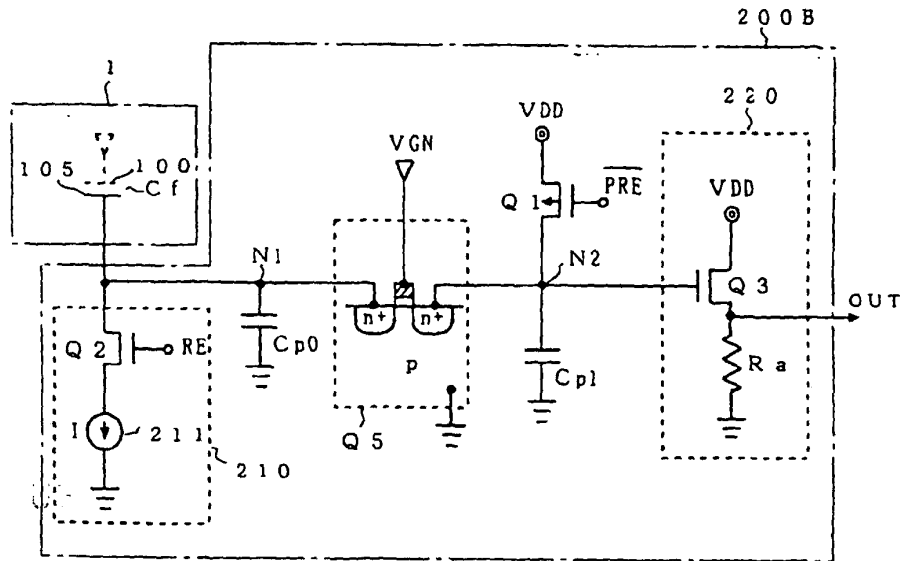 200B
1
220
VDD
VGN
105
100
Cf
PRE
VDD
Q1
N1
N2
Q3
OUT
n+
n+
Q2
RE
Cp0
p
Cp1
Ra
I
211
Q5
210